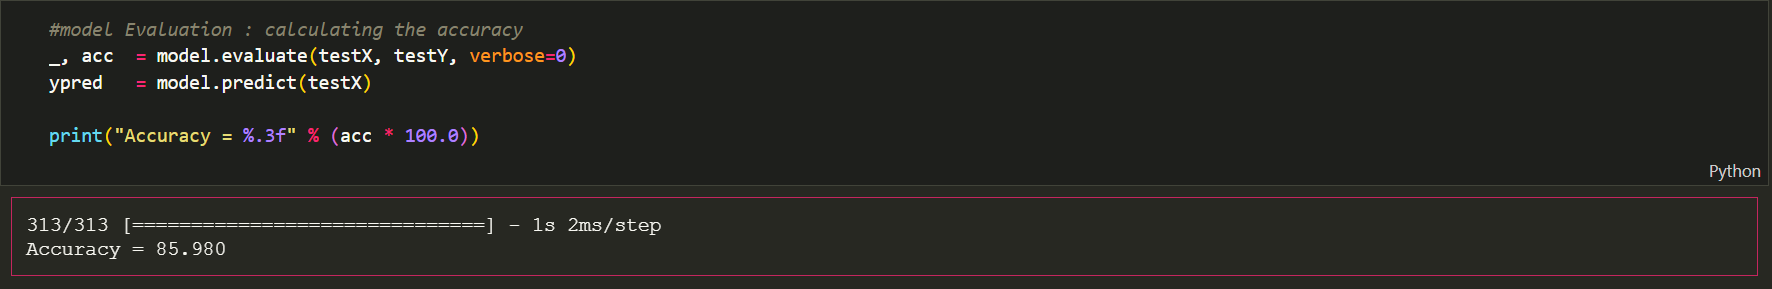 #model Evaluation : calculating the accuracy
_, acc  = model.evaluate(testX, testY, verbose=0)
ypred   = model.predict(testX)
print("Accuracy = %.3f" % (acc * 100.0))
Python
313/313 [==============================] - 1s 2ms/step
Accuracy = 85.980